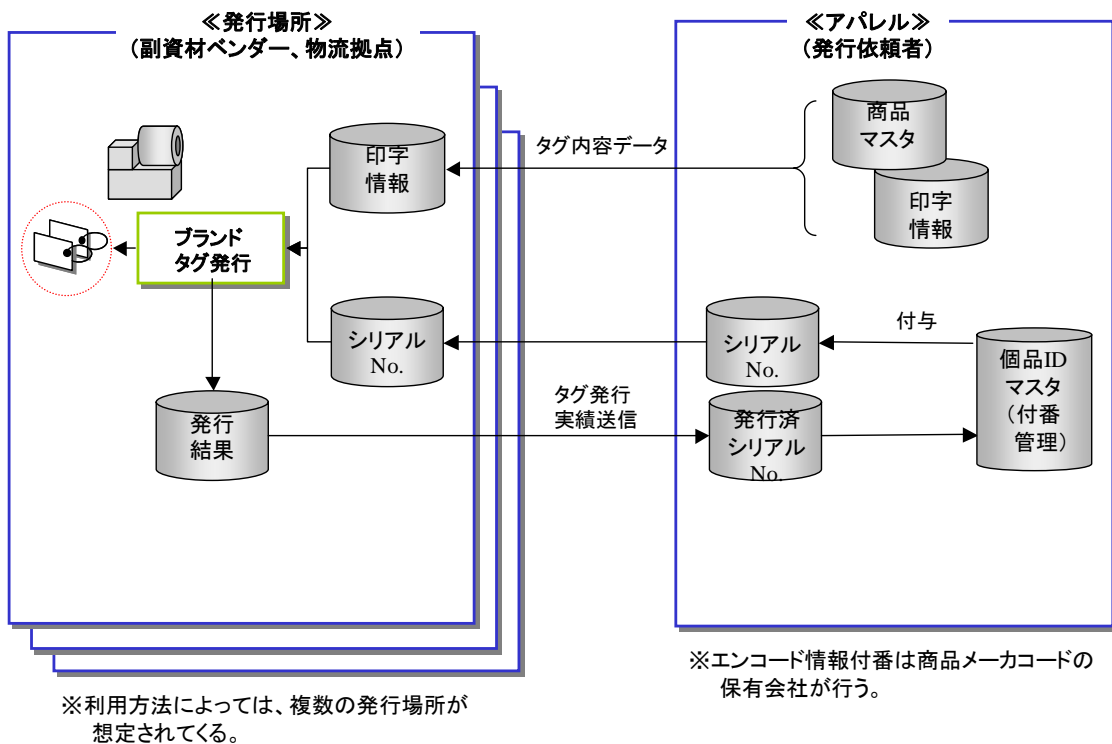 ≪発行場所≫
（副資材ベンダー、物流拠点）
≪アパレル≫
（発行依頼者）
商品
マスタ
印字
情報
タグ内容データ
印字
情報
ブランド
タグ発行
シリアル
No.
シリアル
No.
付与
個品ID
マスタ
（付番
管理）
発行
結果
タグ発行
実績送信
発行済
シリアル
No.
※エンコード情報付番は商品メーカコードの
保有会社が行う。
※利用方法によっては、複数の発行場所が
想定されてくる。